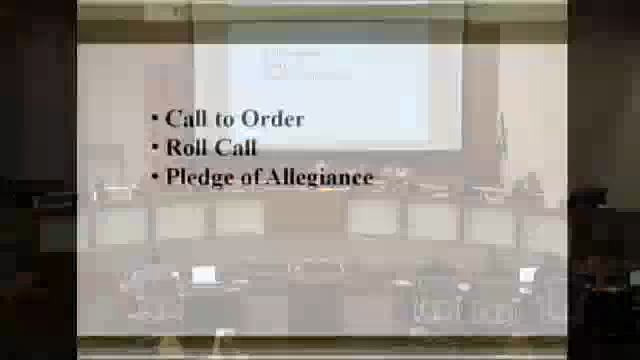 • Call to Order
• Roll Call
• Pledge of Allegiance